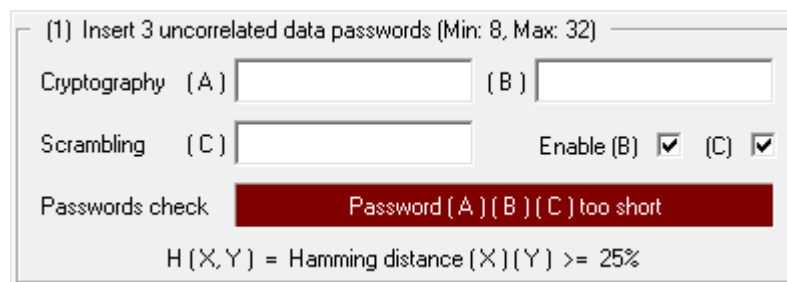 (1) Insert 3 uncorrelated data passwords (Min: 8, Max: 32)
Cryptography (A) (B)
Scrambling (C) Enable (B) (C)
Passwords check Password (A)(B)(C) too short
H(X,Y) = Hamming distance (X)(Y) >= 25%